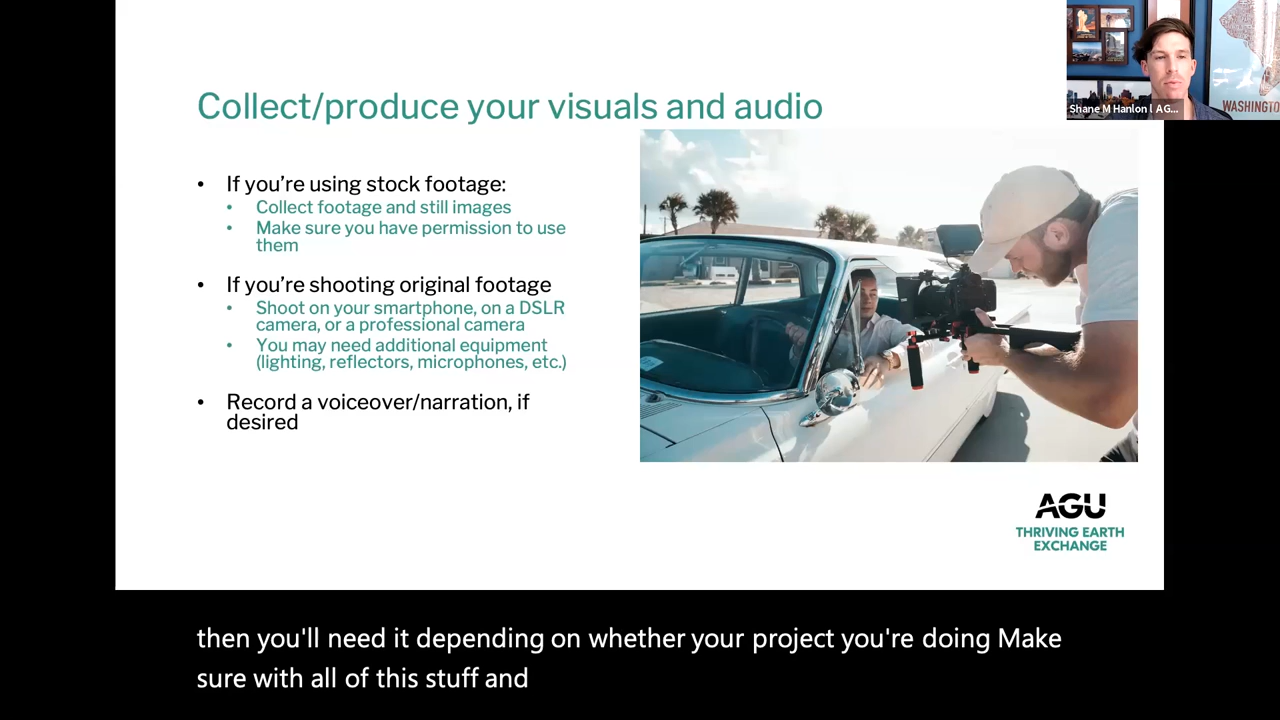 Collect/produce your visuals and audio
• If you’re using stock footage:
• Collect footage and still images
• Make sure you have permission to use
them
• If you’re shooting original footage
• Shoot on your smartphone, on a DSLR
camera, or a professional camera
• You may need additional equipment
(lighting, reflectors, microphones, etc.)
• Record a voiceover/narration, if
desired
Shane M Hanlon | AG...
WASHINGTO
AGU
THRIVING EARTH
EXCHANGE
then you'll need it depending on whether your project you're doing Make
sure with all of this stuff and